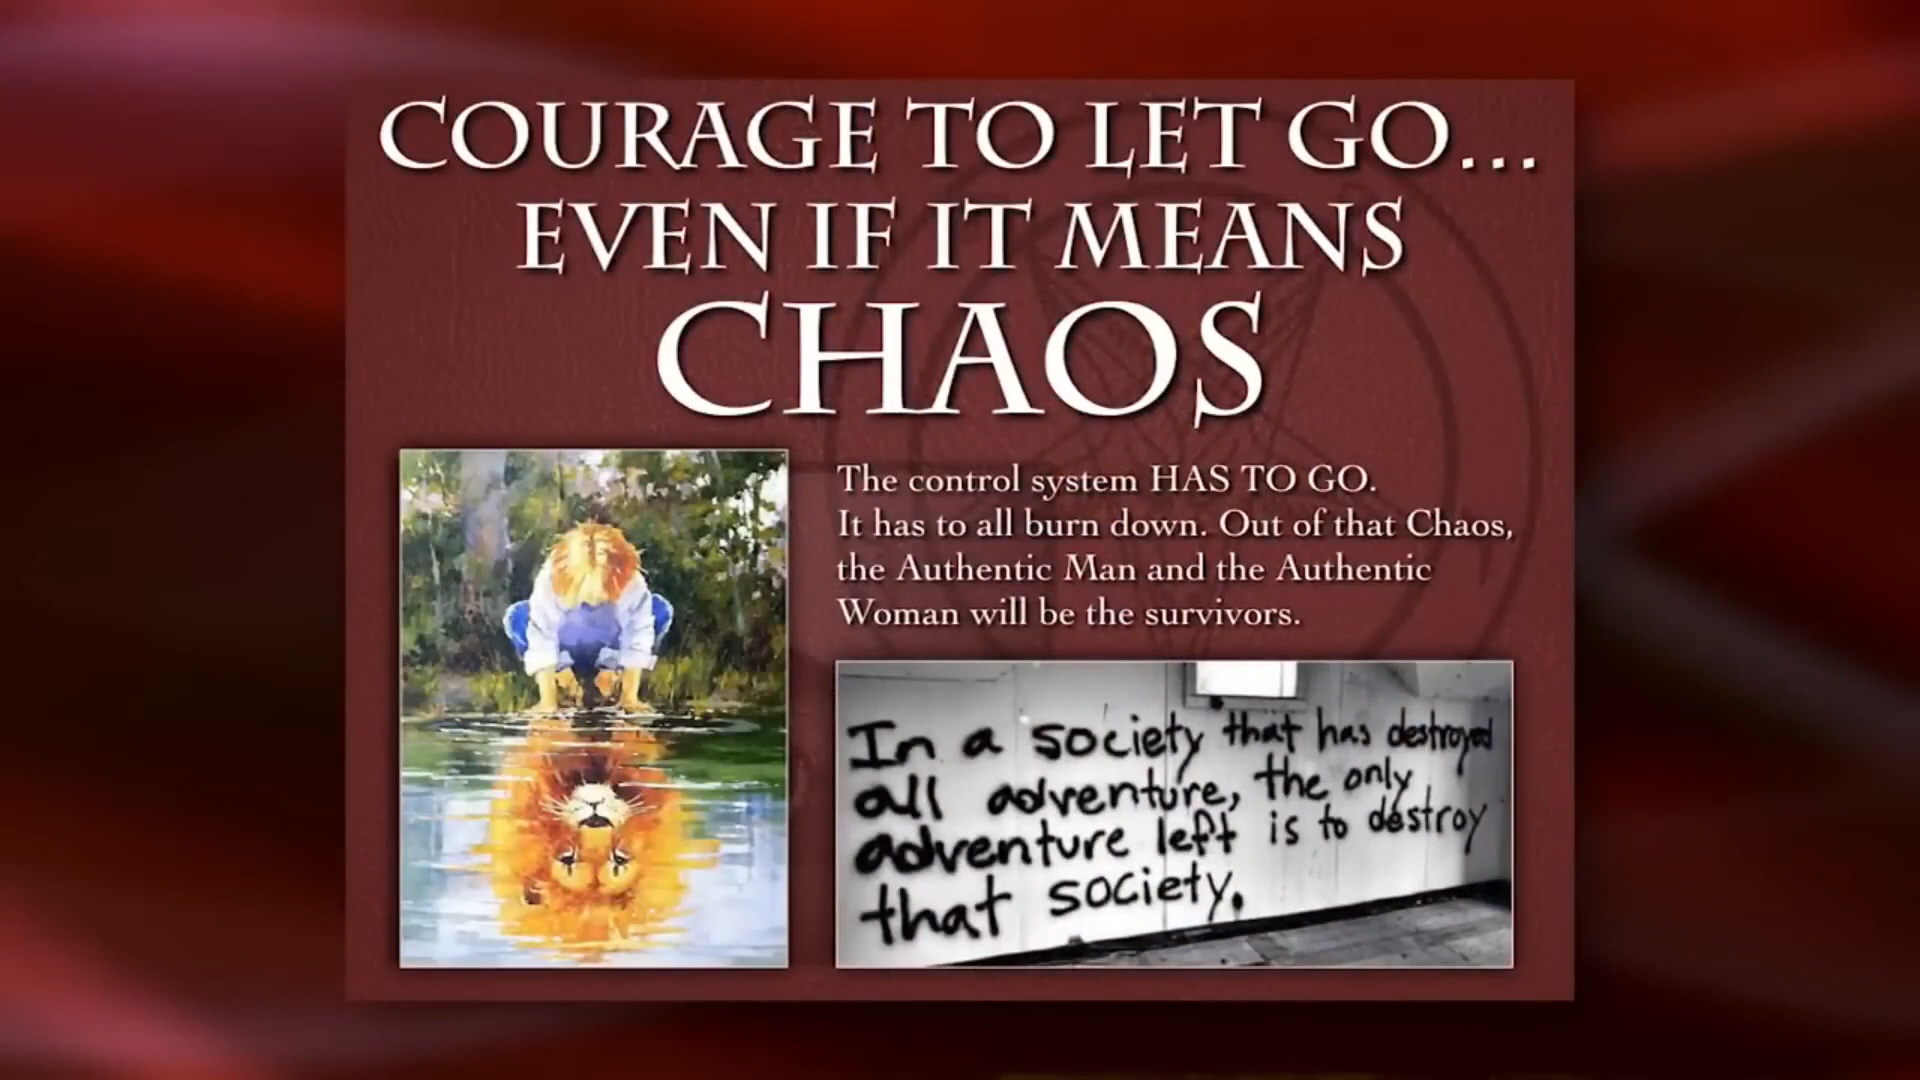 COURAGE TO LET GO...
EVEN IF IT MEANS
CHAOS
The control system HAS TO GO.
It has to all burn down. Out of that Chaos,
the Authentic Man and the Authentic
Woman will be the survivors.
In a society that has destroyed
all adventure, the only
adventure left is to destroy
that society.